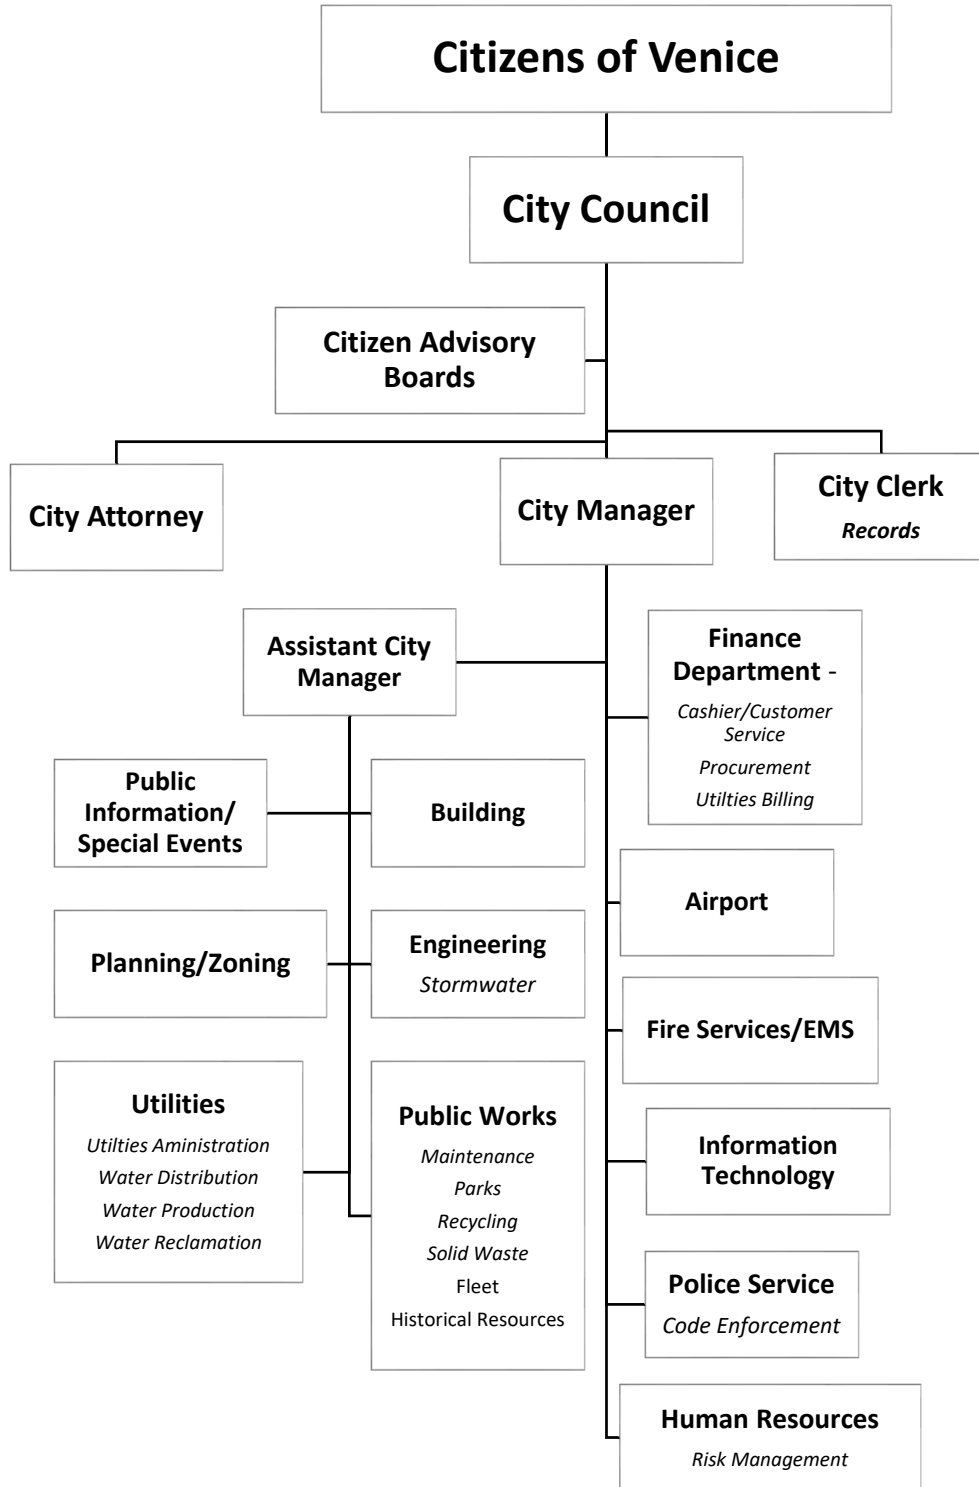 Citizens of Venice
City Council
Citizen Advisory
Boards
City Attorney
City Manager
City Clerk
Records
Assistant City
Manager
Finance
Department -
Cashier/Customer
Service
Procurement
Utilties Billing
Public
Information/
Special Events
Building
Airport
Planning/Zoning
Engineering
Stormwater
Fire Services/EMS
Utilities
Utilties Aministration
Water Distribution
Water Production
Water Reclamation
Public Works
Maintenance
Parks
Recycling
Solid Waste
Fleet
Historical Resources
Information
Technology
Police Service
Code Enforcement
Human Resources
Risk Management